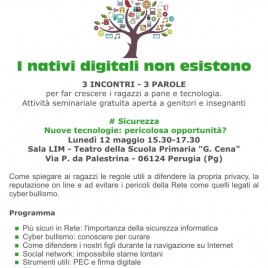 I nativi digitali non esistono
3 INCONTRI - 3 PAROLE
per far crescere i ragazzi a pane e tecnologia.
Attività seminariale gratuita aperta a genitori e insegnanti
# Sicurezza
Nuove tecnologie: pericolosa opportunità?
Lunedì 12 maggio 15.30-17.30
Sala LIM - Teatro della Scuola Primaria "G. Cena"
Via P. da Palestrina - 06124 Perugia (Pg)
Come spiegare ai ragazzi le regole utili a difendere la propria privacy, la
reputazione on line e ad evitare i pericoli della Rete come quelli legati al
cyberbullismo.
Programma
• Più sicuri in Rete: l'importanza della sicurezza informatica
• Cyber bullismo: conoscere per curare
• Come difendere i nostri figli durante la navigazione su Internet
• Social network: impossibile starne lontani
• Strumenti utili: PEC e firma digitale